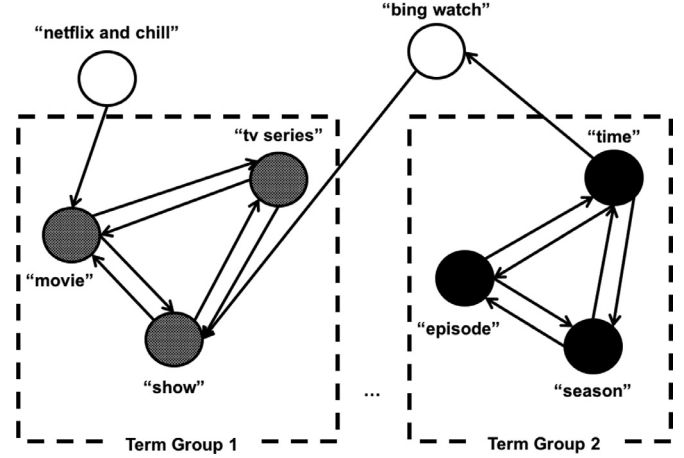 “netflix and chill”
“bing watch”
“tv series”
“time”
“movie”
“episode”
“show”
...
“season”
Term Group 1
Term Group 2